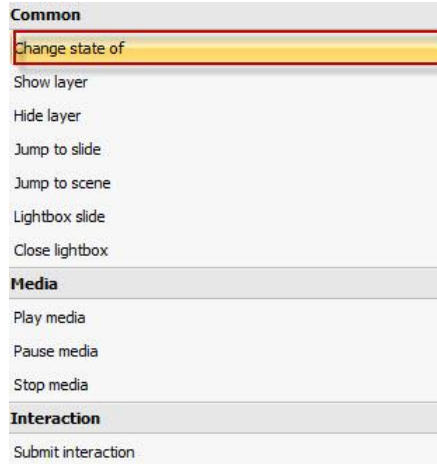 Common
Change state of
Show layer
Hide layer
Jump to slide
Jump to scene
Lightbox slide
Close lightbox
Media
Play media
Pause media
Stop media
Interaction
Submit interaction